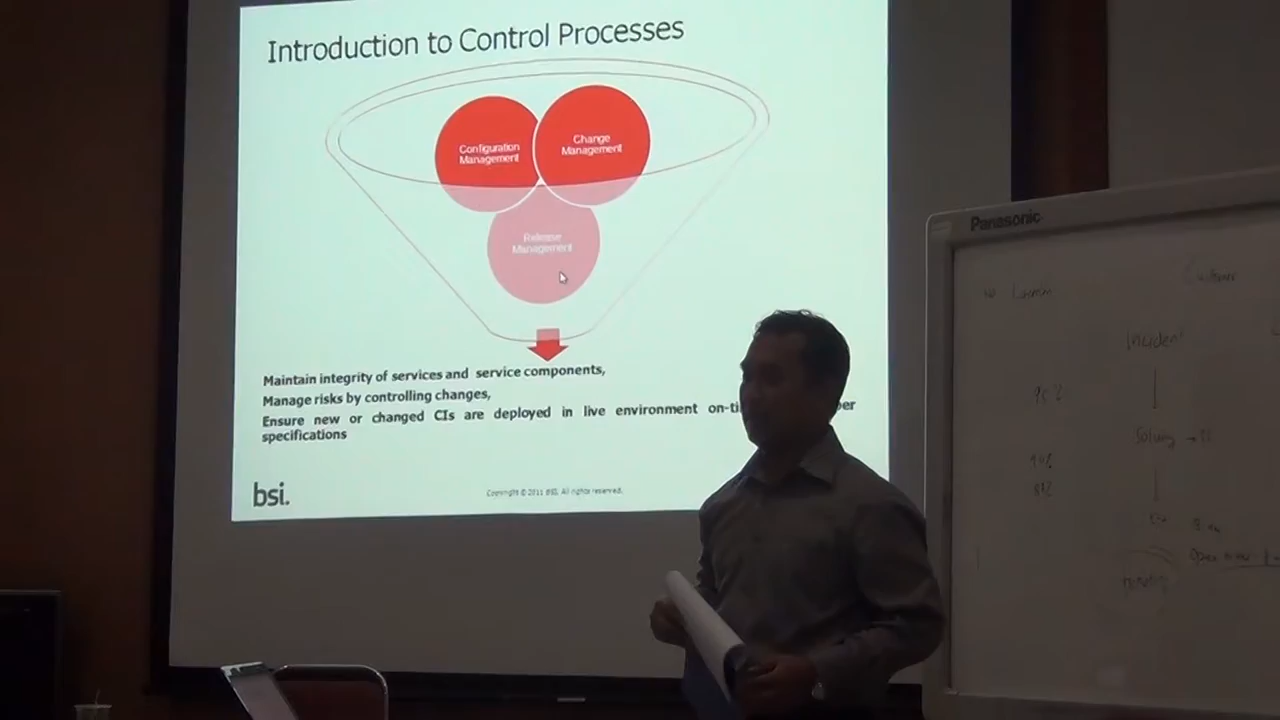 Introduction to Control Processes
Configuration
Management
Change
Management
Release
Management
Maintain integrity of services and service components,
Manage risks by controlling changes,
Ensure new or changed CIs are deployed in live environment
specifications
bsi.
Copyright © 2011 BSI. All rights reserved.
Panasonic
Customer
Incident